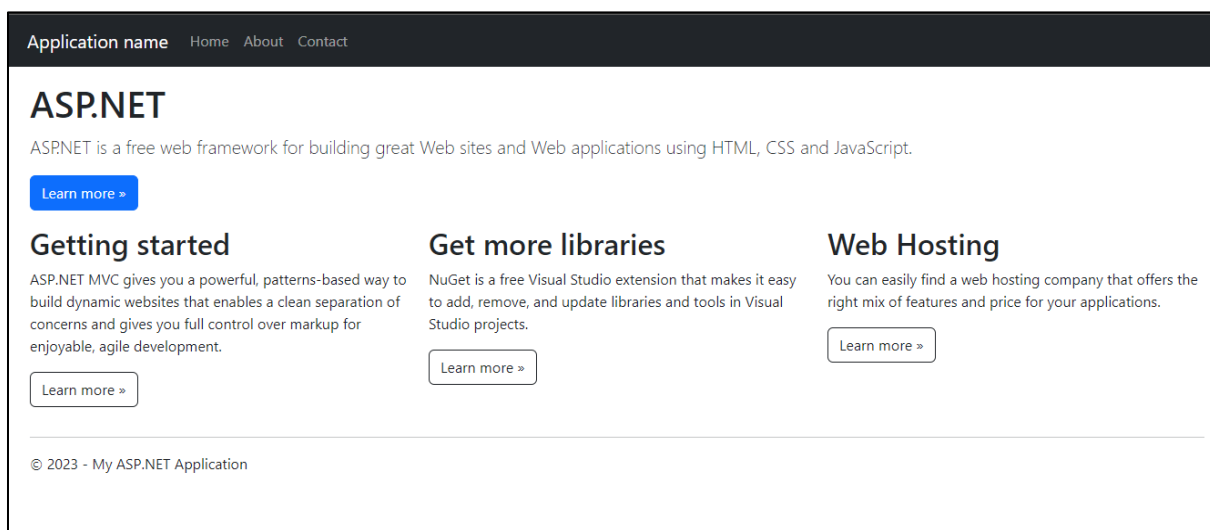 Application name Home About Contact
ASP.NET
ASP.NET is a free web framework for building great Web sites and Web applications using HTML, CSS and JavaScript.
Learn more »
Getting started
ASP.NET MVC gives you a powerful, patterns-based way to
build dynamic websites that enables a clean separation of
concerns and gives you full control over markup for
enjoyable, agile development.
Learn more »
Get more libraries
NuGet is a free Visual Studio extension that makes it easy
to add, remove, and update libraries and tools in Visual
Studio projects.
Learn more »
Web Hosting
You can easily find a web hosting company that offers the
right mix of features and price for your applications.
Learn more »
© 2023 - My ASP.NET Application